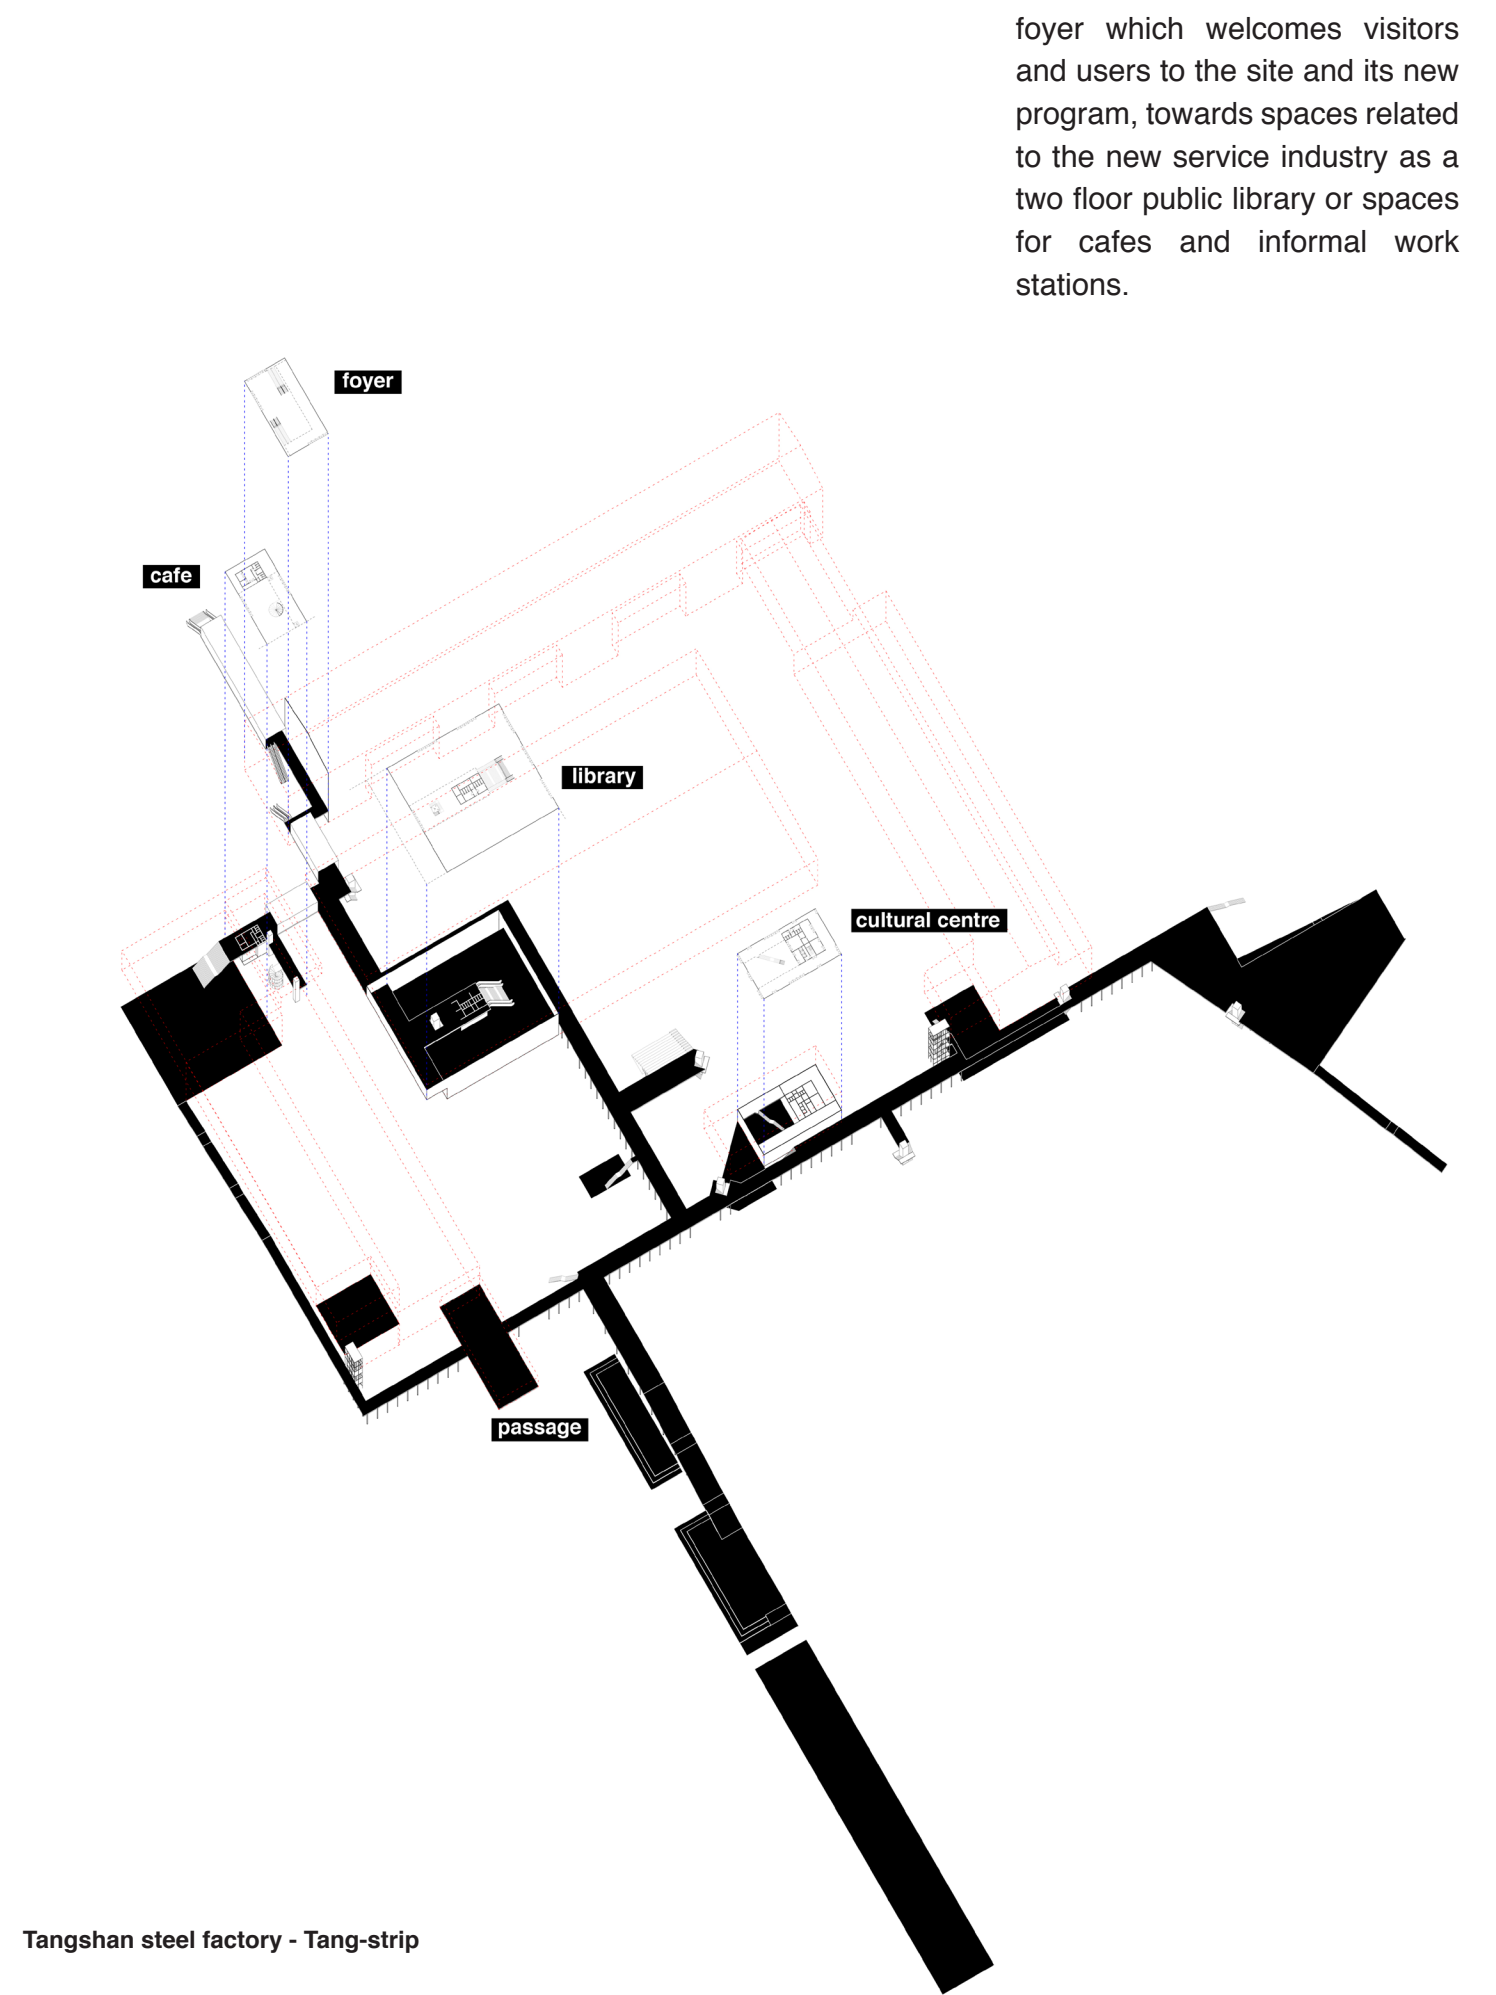 foyer which welcomes visitors
and users to the site and its new
program, towards spaces related
to the new service industry as a
two floor public library or spaces
for cafes and informal work
stations.
foyer
cafe
library
cultural centre
passage
Tangshan steel factory - Tang-strip